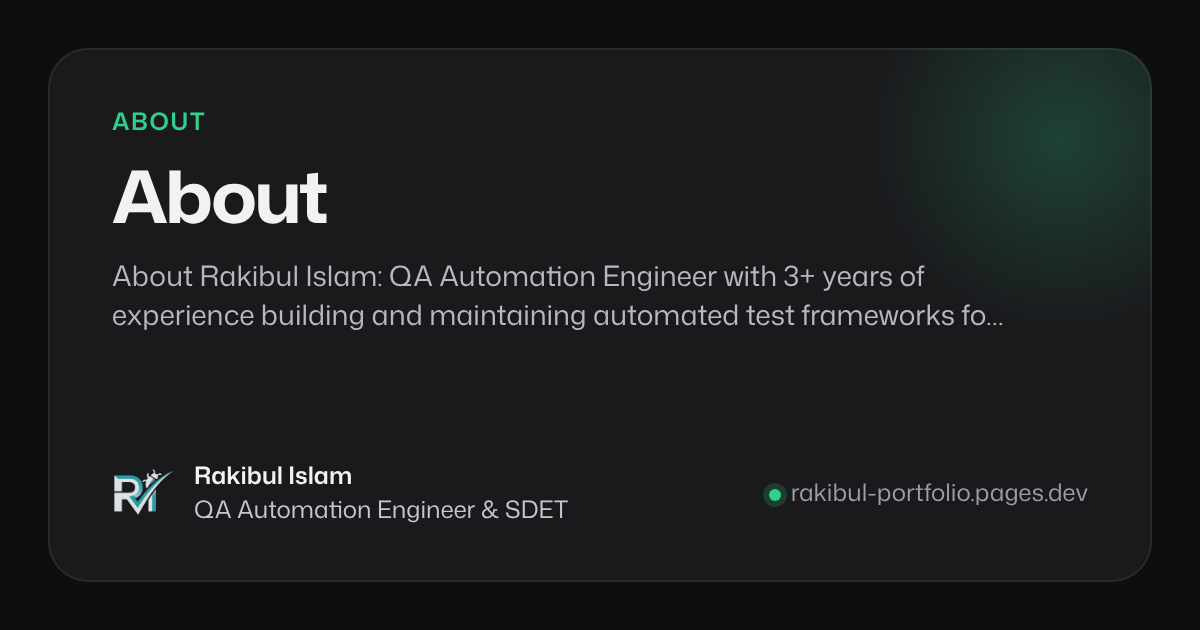 ABOUT
About
About Rakibul Islam: QA Automation Engineer with 3+ years of
experience building and maintaining automated test frameworks fo...
Rakibul Islam
QA Automation Engineer & SDET
rakibul-portfolio.pages.dev